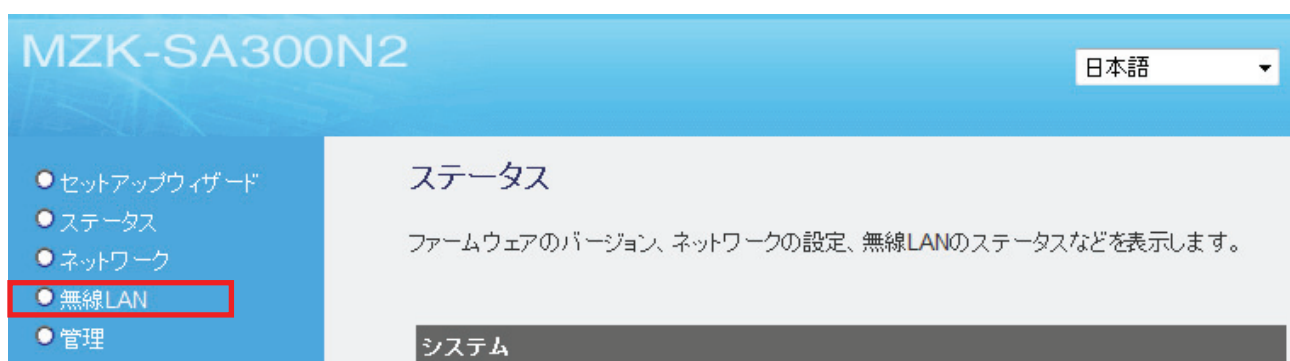 MZK-SA300N2
日本語
セットアップウィザード
ステータス
ネットワーク
無線LAN
管理
ステータス
ファームウェアのバージョン、ネットワークの設定、無線LANのステータスなどを表示します。
システム